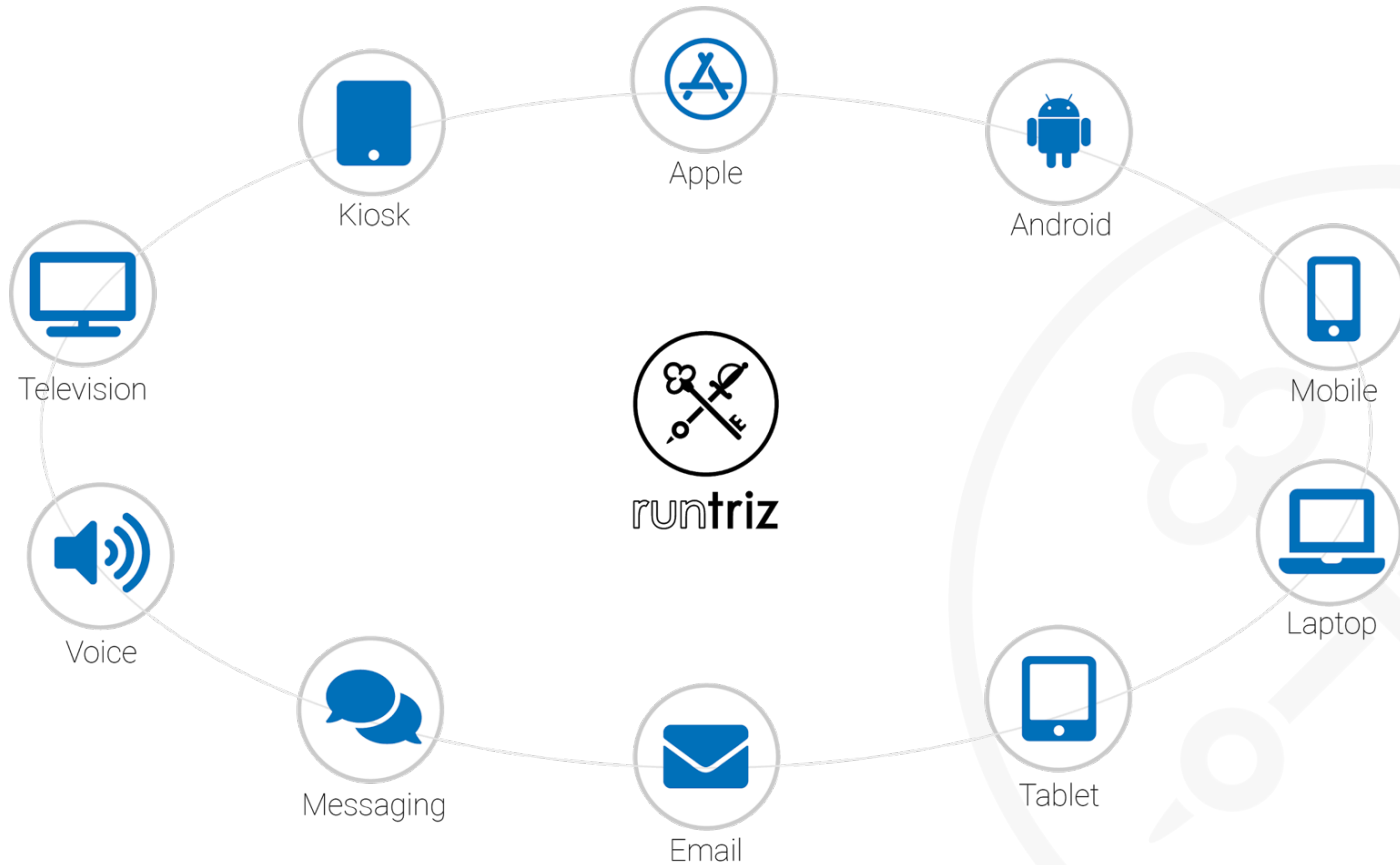 Apple
Kiosk
Android
Television
Mobile
runtriz
Voice
Laptop
Messaging
Tablet
Email